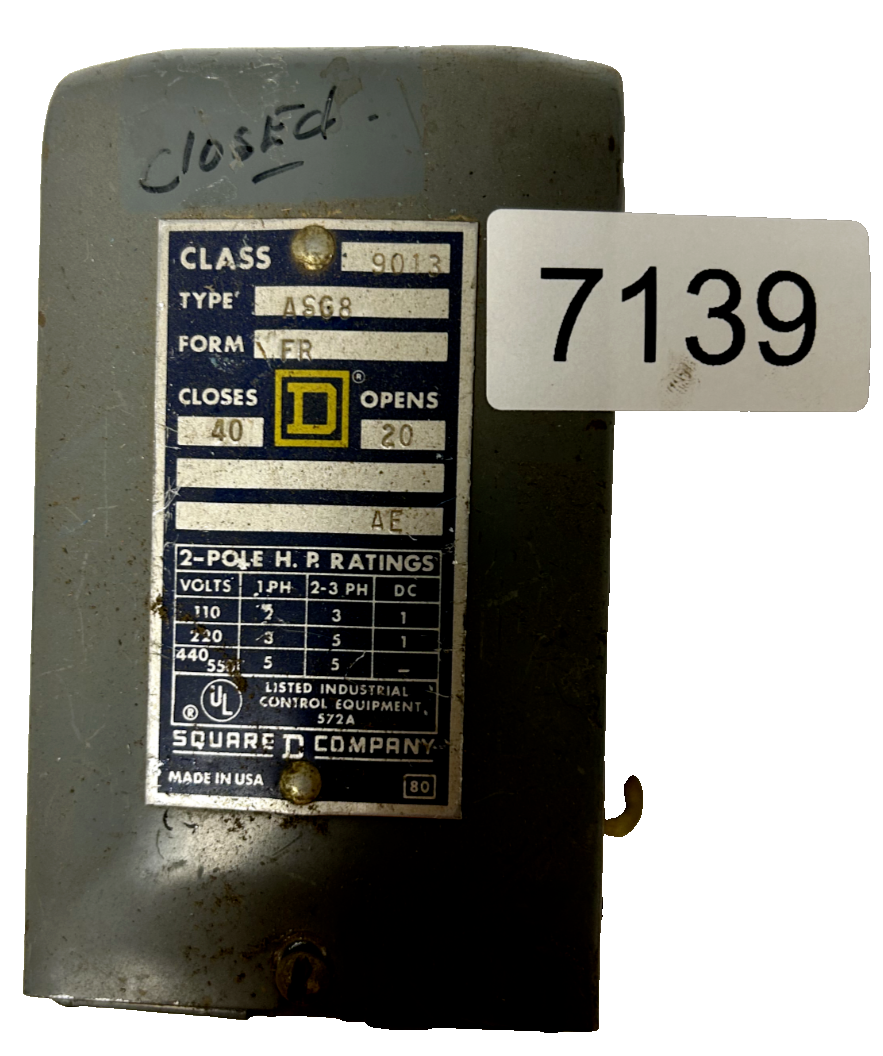 Closed.
7139
CLASS 9013
TYPE ASG8
FORM FR
CLOSES D® OPENS
40 20
AE
2-POLE H. P. RATINGS
VOLTS 1 PH 2-3 PH DC
110 2 3 1
220 3 5 1
440 550 5 5 –
UL ® LISTED INDUSTRIAL
CONTROL EQUIPMENT
572A
SQUARE D COMPANY
MADE IN USA 80